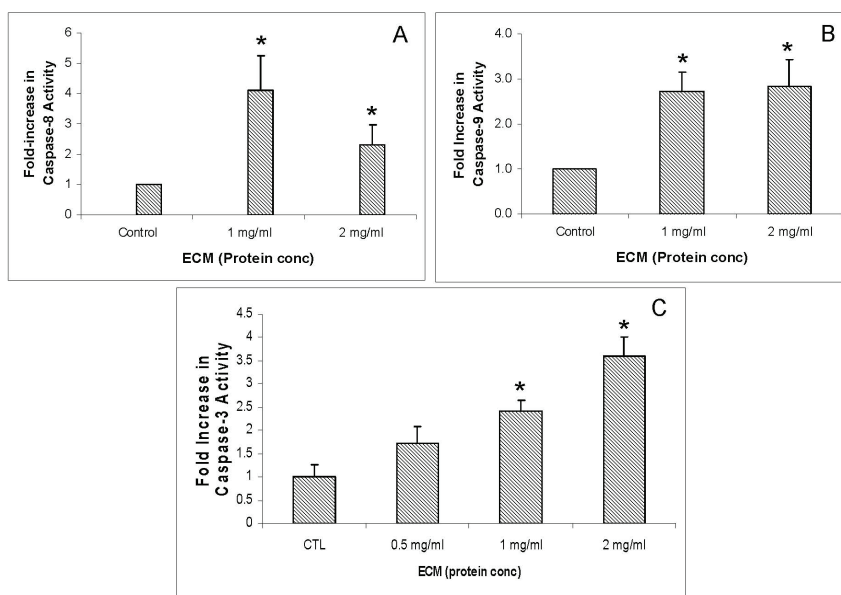 A
Fold-increase in
Caspase-8 Activity
6
5
4
3
2
1
0
*
*
Control 1 mg/ml 2 mg/ml
ECM (Protein conc)
B
Fold Increase in
Caspase-9 Activity
4.0
3.0
2.0
1.0
0.0
*
*
Control 1 mg/ml 2 mg/ml
ECM (Protein conc)
C
Fold Increase in
Caspase-3 Activity
4.5
4
3.5
3
2.5
2
1.5
1
0.5
0
*
*
CTL 0.5 mg/ml 1 mg/ml 2 mg/ml
ECM (protein conc)